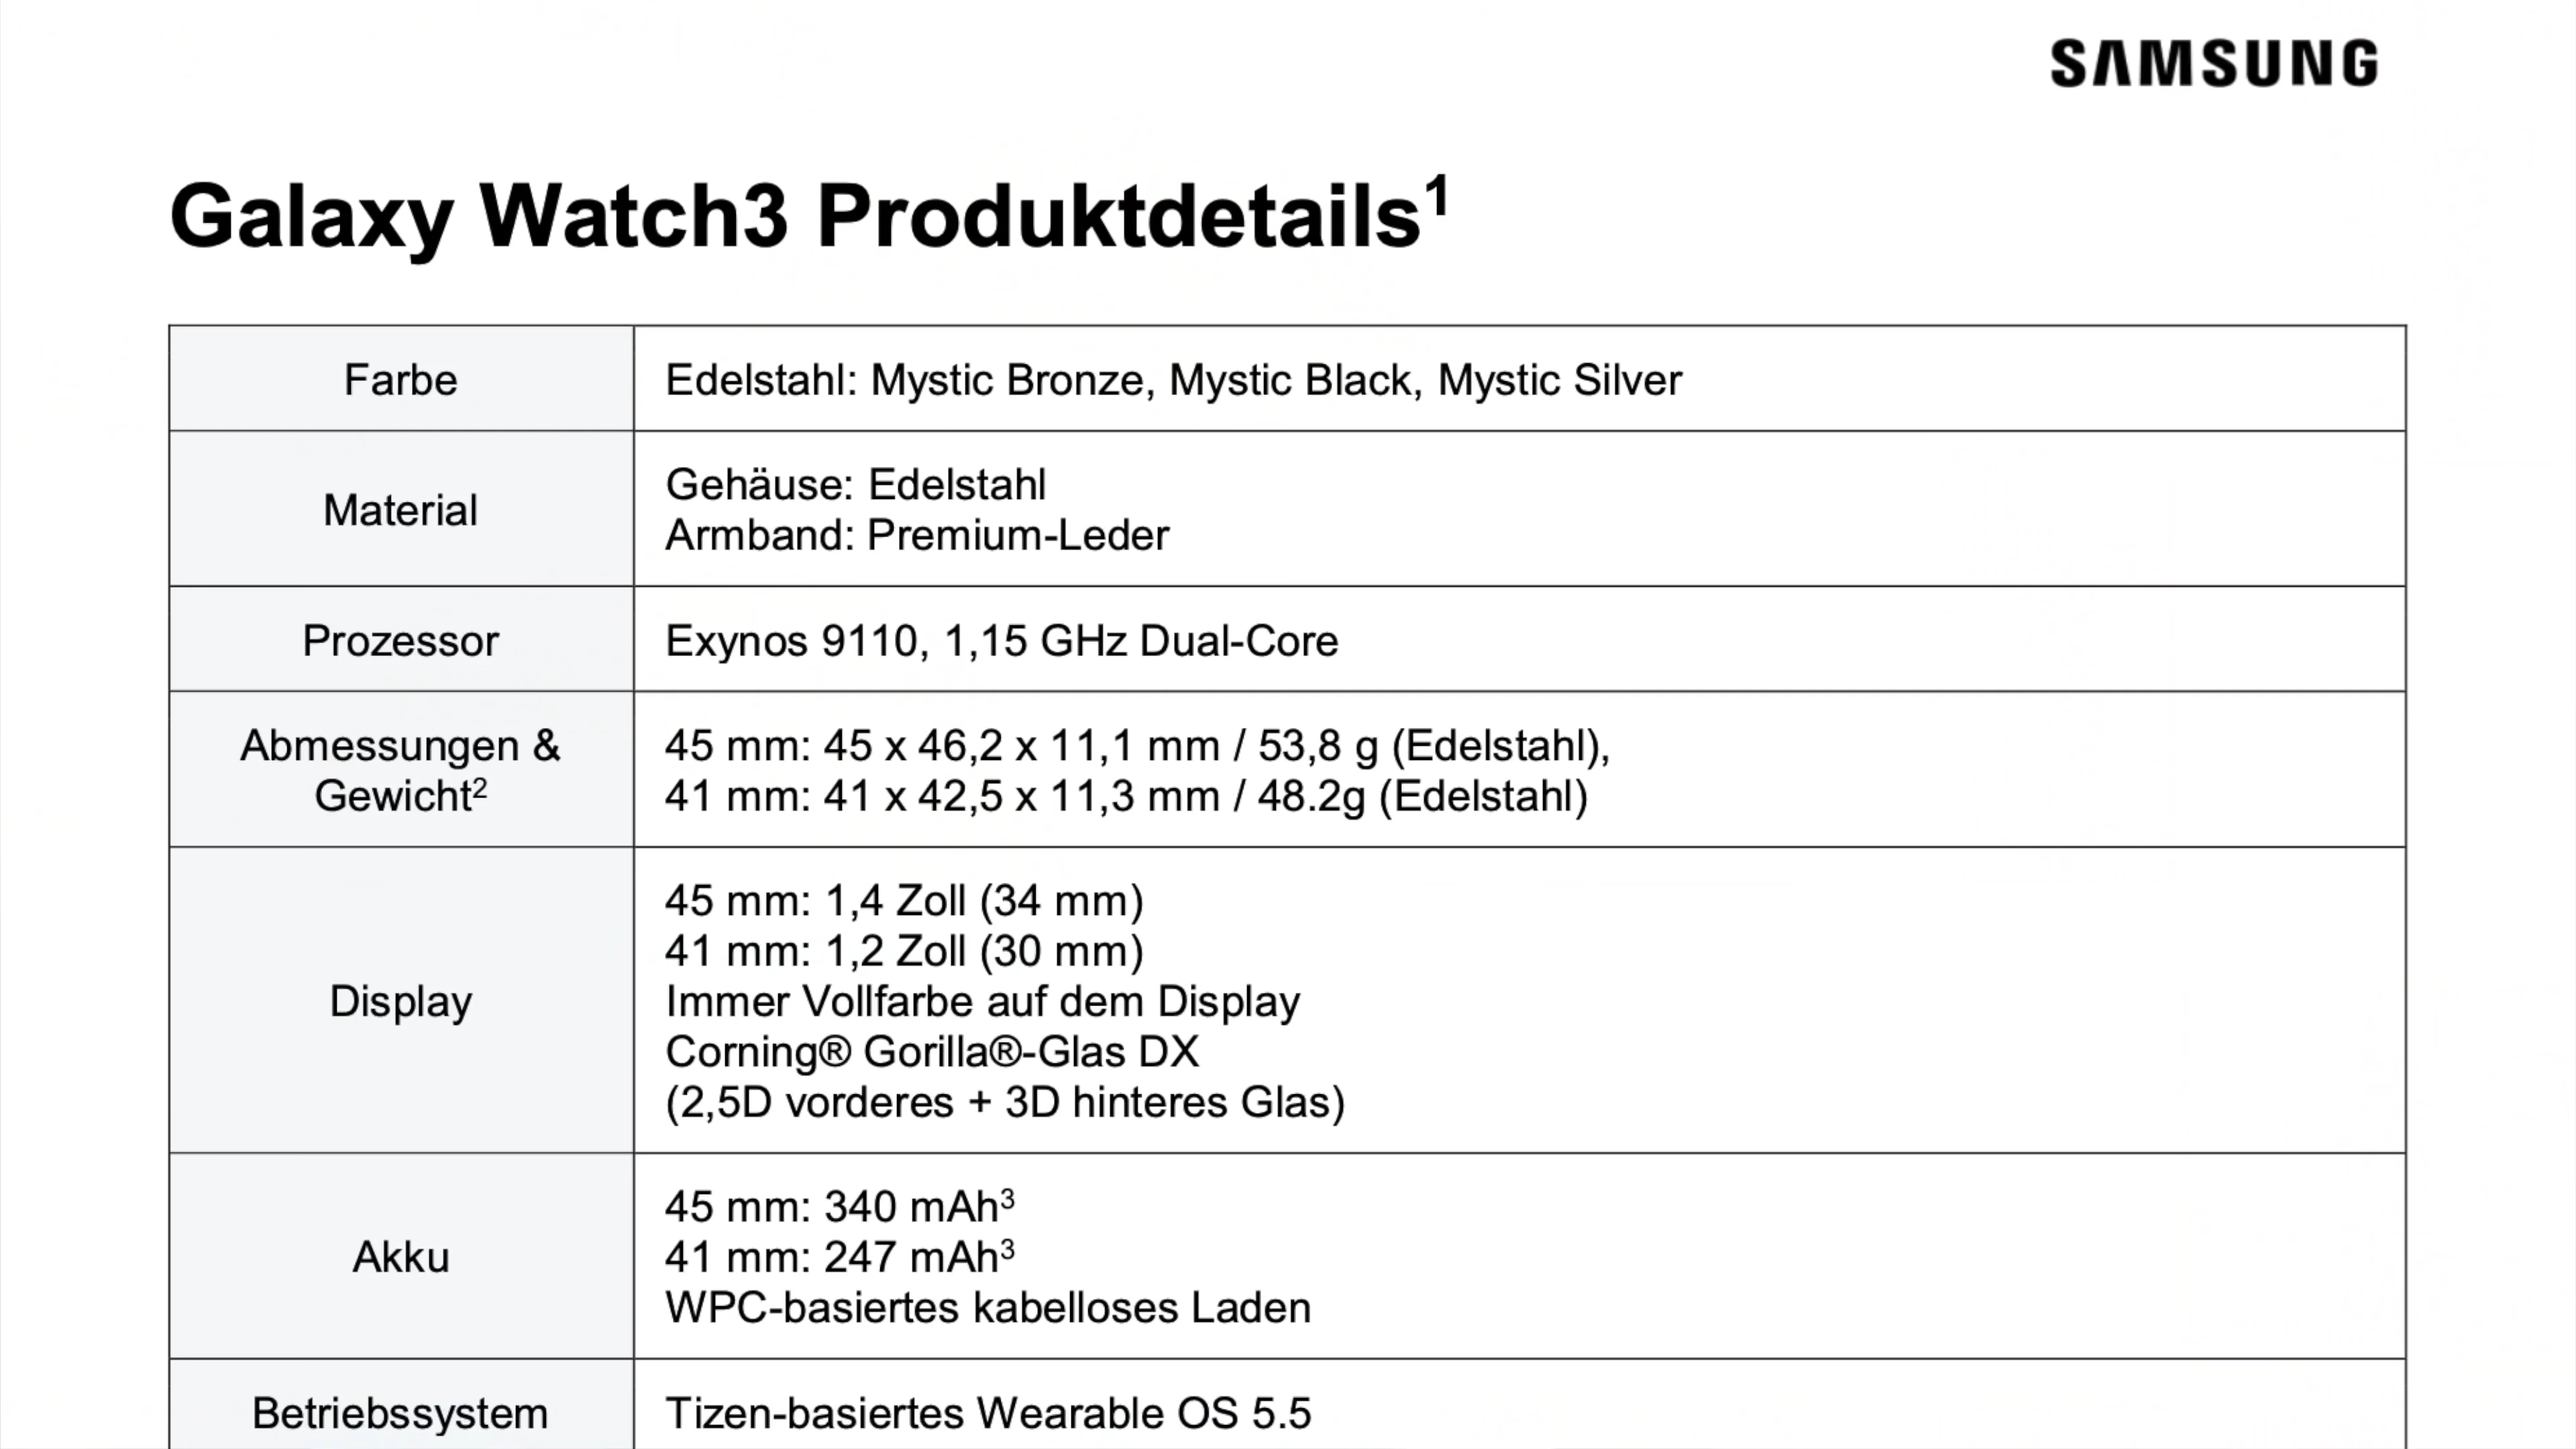 SAMSUNG
Galaxy Watch3 Produktdetails¹
Farbe
Edelstahl: Mystic Bronze, Mystic Black, Mystic Silver
Material
Gehäuse: Edelstahl
Armband: Premium-Leder
Prozessor
Exynos 9110, 1,15 GHz Dual-Core
Abmessungen &
Gewicht²
45 mm: 45 x 46,2 x 11,1 mm / 53,8 g (Edelstahl),
41 mm: 41 x 42,5 x 11,3 mm / 48.2g (Edelstahl)
Display
45 mm: 1,4 Zoll (34 mm)
41 mm: 1,2 Zoll (30 mm)
Immer Vollfarbe auf dem Display
Corning® Gorilla®-Glas DX
(2,5D vorderes + 3D hinteres Glas)
Akku
45 mm: 340 mAh³
41 mm: 247 mAh³
WPC-basiertes kabelloses Laden
Betriebssystem
Tizen-basiertes Wearable OS 5.5